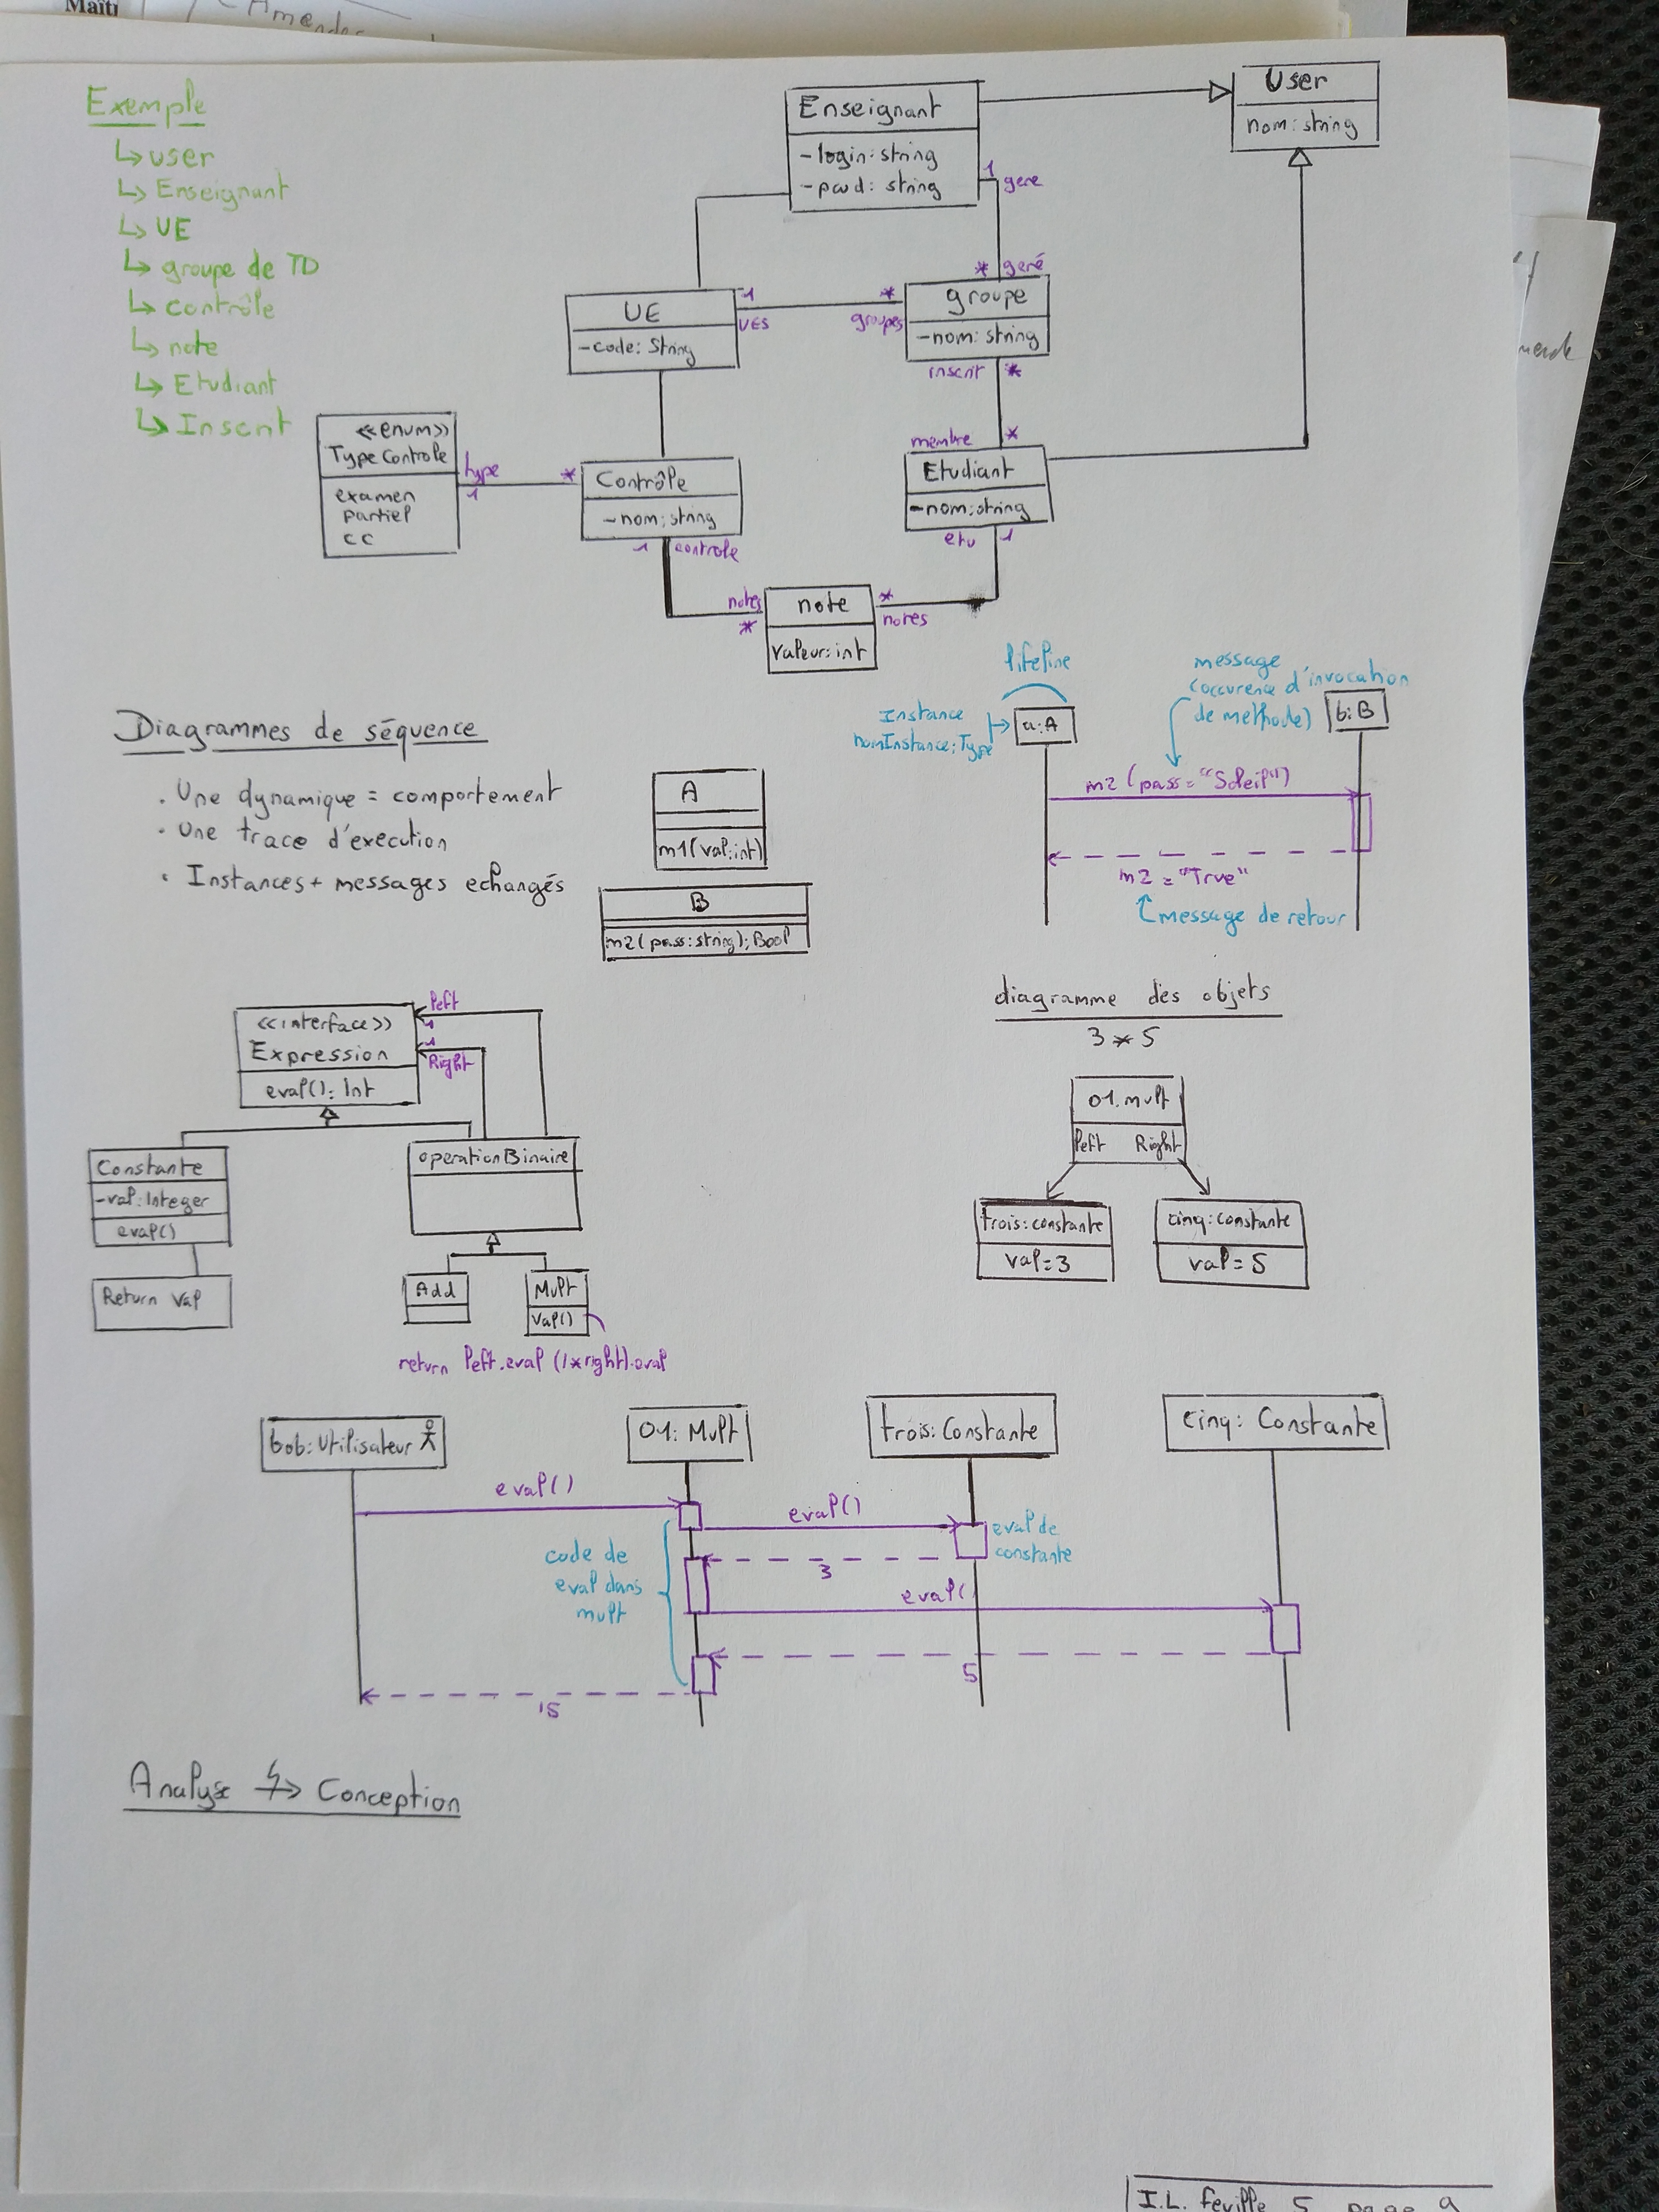 Maîtr
Amendes
Exemple
↳ user
↳ Enseignant
↳ UE
↳ groupe de TD
↳ contrôle
↳ note
↳ Etudiant
↳ Inscrit
Enseignant
- login: string
- pwd: string
User
nom: string
1
gere
* geré
UE
- code: String
1
UEs
*
groupes
groupe
- nom: string
inscrit *
membre *
Etudiant
- nom: string
etu 1
<<enum>>
Type Controle
examen
partiel
cc
type
1
*
Contrôle
- nom: string
1 controle
notes
*
note
valeur: int
*
notes
Diagrammes de séquence
. Une dynamique = comportement
. Une trace d'execution
. Instances + messages echangés
A
m1(val:int)
B
m2(pass:string):Bool
lifeline
Instance
nomInstance:Type
a:A
message
(occurence d'invocation
de methode)
b:B
m2 (pass="Soleil")
m2 = "True"
message de retour
<<interface>>
Expression
eval(): Int
left
1
1
Right
Constante
- val: Integer
eval()
Return val
operationBinaire
Add
Mult
val()
return left.eval (1*right).eval
diagramme des objets
3 * 5
O1.mult
left Right
trois:constante
val=3
cinq:constante
val=5
bob:Utilisateur
O1: Mult
trois:Constante
cinq: Constante
eval()
eval()
eval de
constante
code de
eval dans
mult
3
eval(
5
15
Analyse ↯→ Conception
I.L. feuille 5 page 9